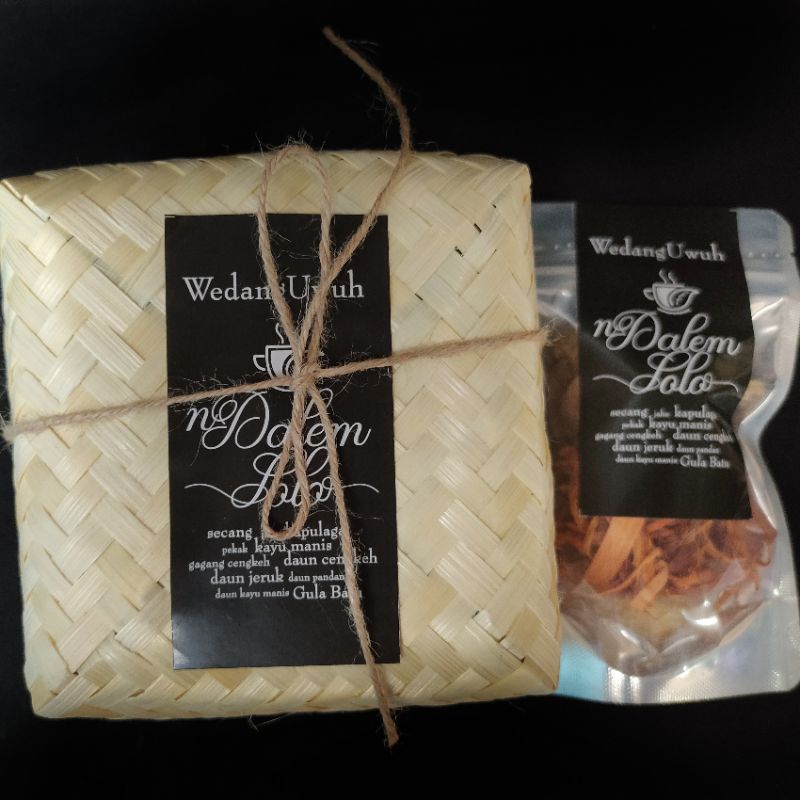 WedangUwuh
nDalem
Solo
secang jahe kapulaga
pekak kayu manis
gagang cengkeh daun cengkeh
daun jeruk daun pandan
daun kayu manis Gula Batu
WedangUwuh
nDalem
Solo
secang jahe kapulaga
pekak kayu manis
gagang cengkeh daun cengkeh
daun jeruk daun pandan
daun kayu manis Gula Batu